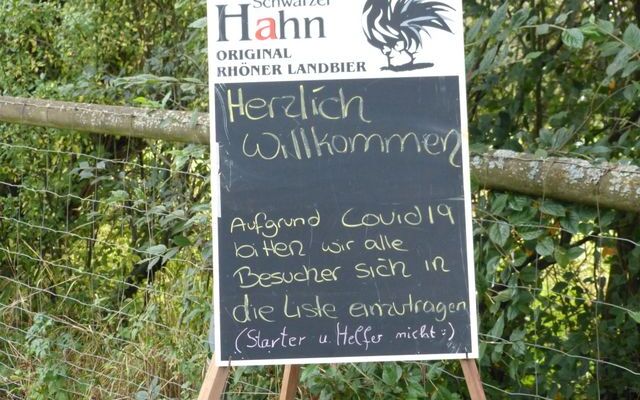 Schwarzer
Hahn
ORIGINAL
RHÖNER LANDBIER
Herzlich
Willkommen
Aufgrund Covid19
bitten wir alle
Besucher sich in
die Liste einzutragen
(Starter u. Helfer nicht :)